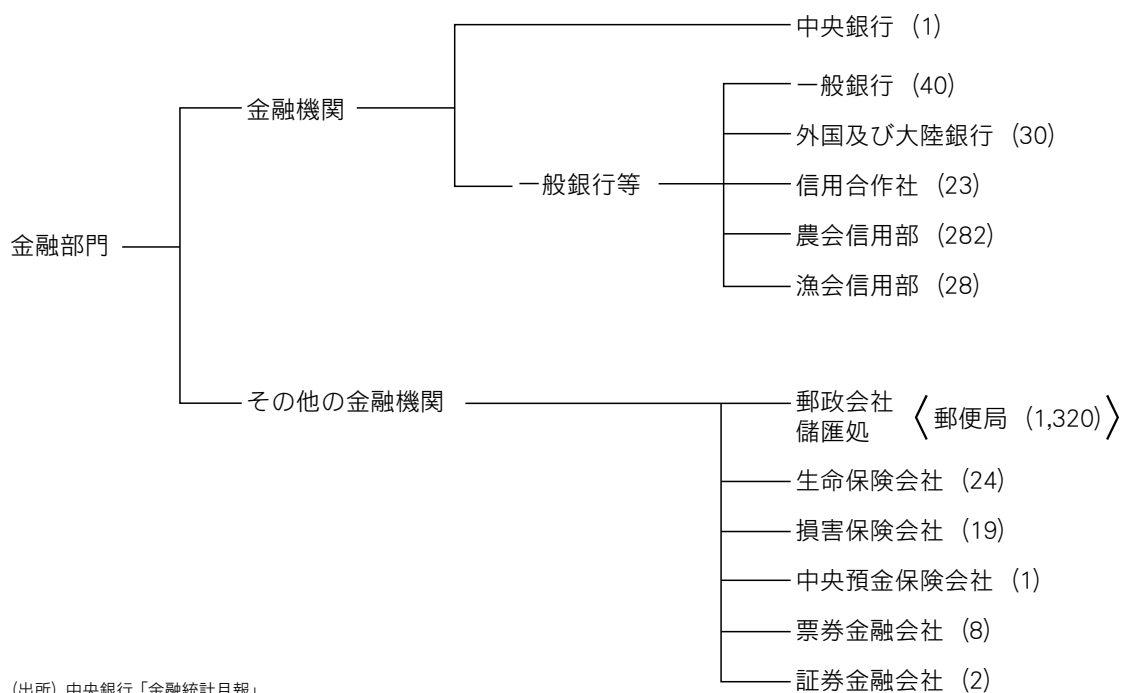 中央銀行 (1)
金融機関
一般銀行 (40)
外国及び大陸銀行 (30)
一般銀行等
信用合作社 (23)
農会信用部 (282)
金融部門
漁会信用部 (28)
その他の金融機関
郵政会社
儲匯処
〈郵便局 (1,320)〉
生命保険会社 (24)
損害保険会社 (19)
中央預金保険会社 (1)
票券金融会社 (8)
証券金融会社 (2)
(出所) 中央銀行「金融統計月報」